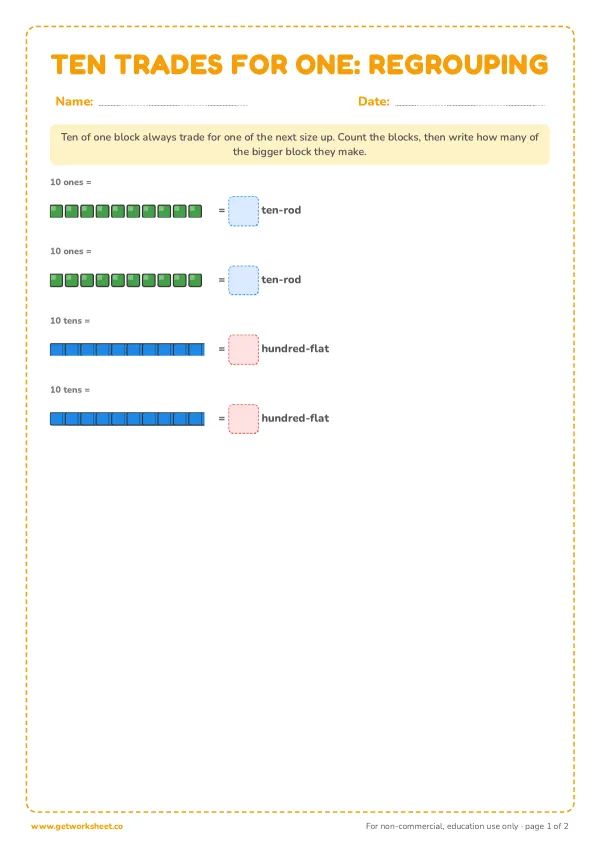 TEN TRADES FOR ONE: REGROUPING
Name: Date:
Ten of one block always trade for one of the next size up. Count the blocks, then write how many of
the bigger block they make.
10 ones =
= ten-rod
10 ones =
= ten-rod
10 tens =
= hundred-flat
10 tens =
= hundred-flat
www.getworksheet.co For non-commercial, education use only · page 1 of 2